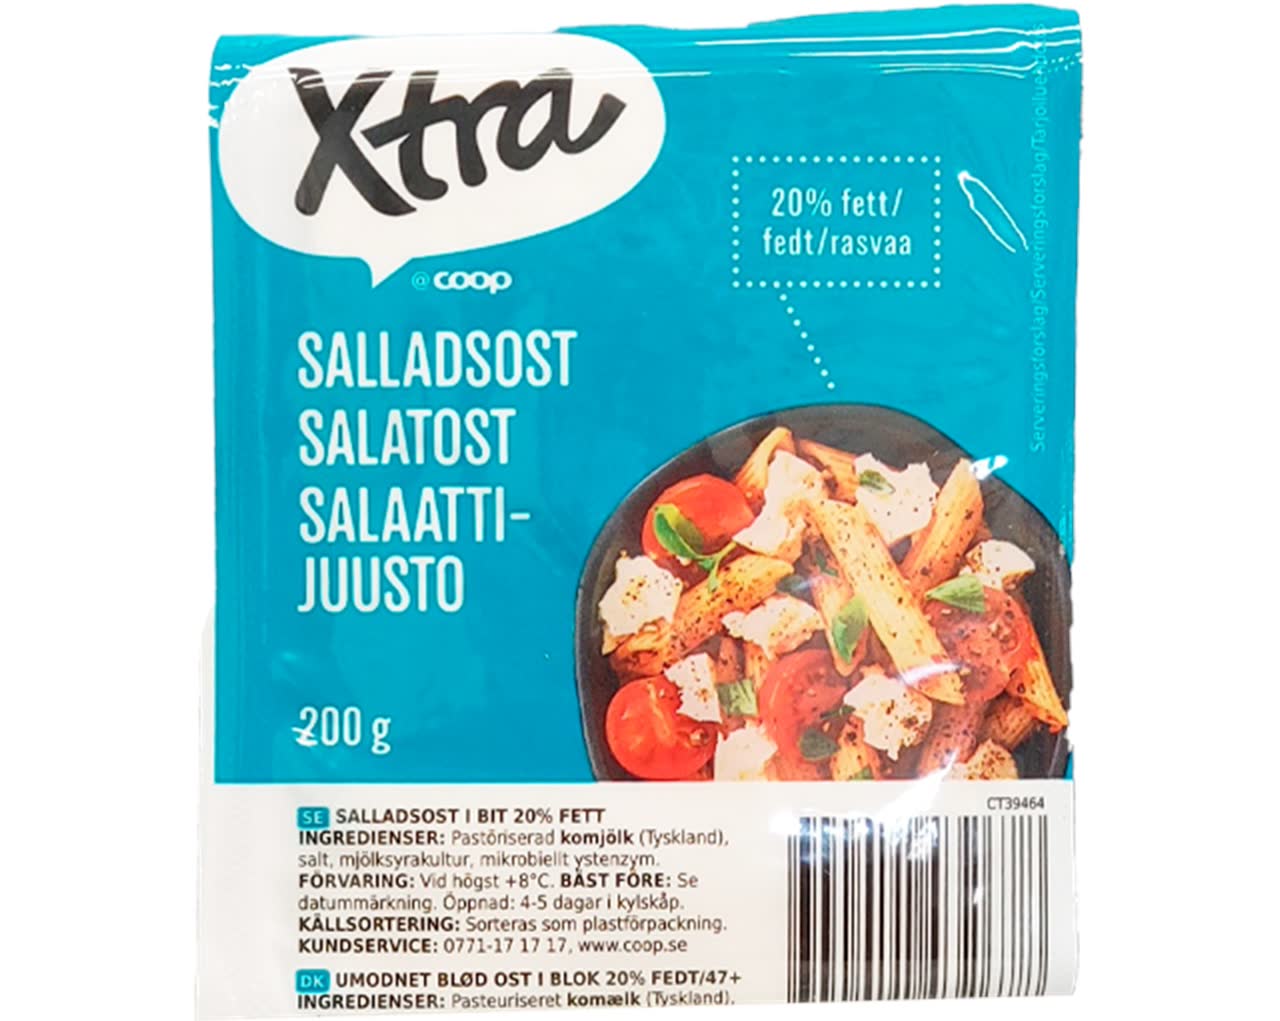 Xtra
@coop
20% fett/
fedt/rasvaa
Serveringsforslag/Serveringsforslag/Tarjoiluehdotus
SALLADSOST
SALATOST
SALAATTI-
JUUSTO
200 g
CT39464
SE SALLADSOST I BIT 20% FETT
INGREDIENSER: Pastöriserad komjölk (Tyskland),
salt, mjölksyrakultur, mikrobiellt ystenzym.
FÖRVARING: Vid högst +8°C. BÄST FÖRE: Se
datummärkning. Öppnad: 4-5 dagar i kylskåp.
KÄLLSORTERING: Sorteras som plastförpackning.
KUNDSERVICE: 0771-17 17 17, www.coop.se
DK UMODNET BLØD OST I BLOK 20% FEDT/47+
INGREDIENSER: Pasteuriseret komælk (Tyskland),